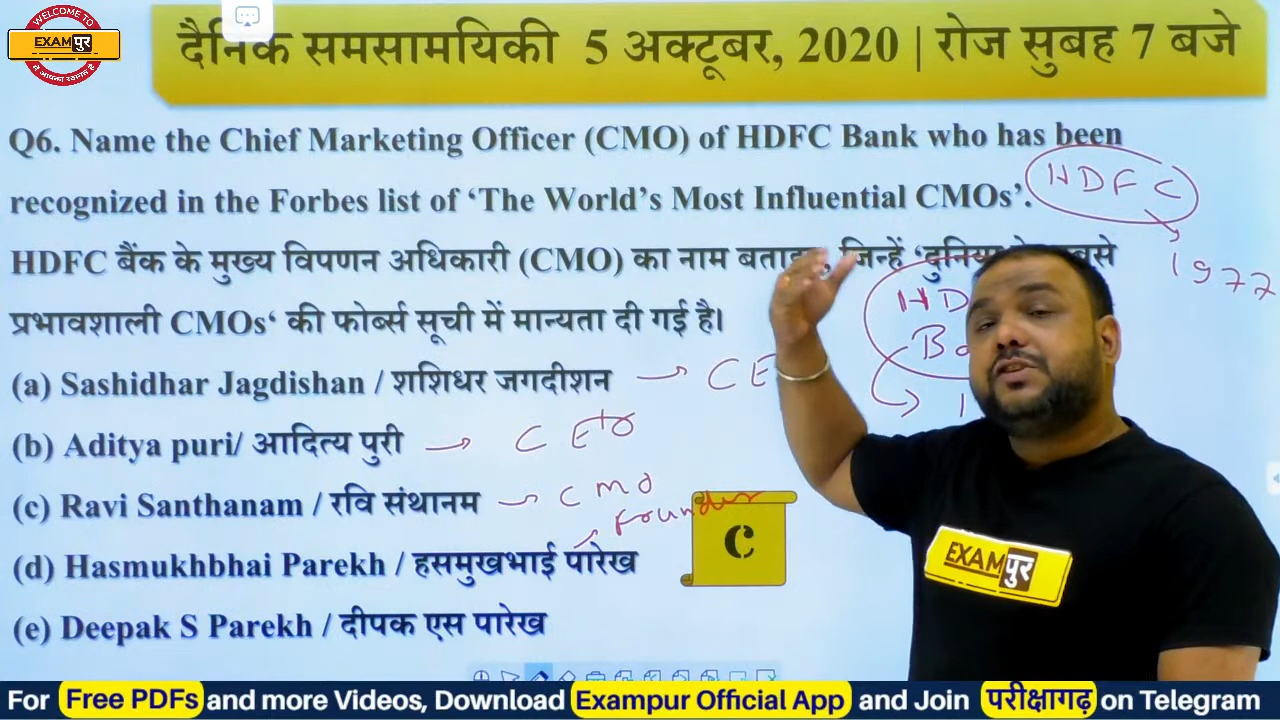 WELCOME TO
EXAMपुर
दैनिक समसामयिकी 5 अक्टूबर, 2020 | रोज सुबह 7 बजे
Q6. Name the Chief Marketing Officer (CMO) of HDFC Bank who has been
recognized in the Forbes list of ‘The World’s Most Influential CMOs’.
HDFC
1977
HDFC बैंक के मुख्य विपणन अधिकारी (CMO) का नाम जिन्हें
प्रभावशाली CMOs‘ की फोर्ब्स सूची में मान्यता दी गई है।
(a) Sashidhar Jagdishan / शशिधर जगदीशन
(b) Aditya puri/ आदित्य पुरी
(c) Ravi Santhanam / रवि संथानम → CMO
founder
C
(d) Hasmukhbhai Parekh / हसमुखभाई पारेख
(e) Deepak S Parekh / दीपक एस पारेख
EXAMपुर
For Free PDFs and more Videos, Download Exampur Official App and Join परीक्षागढ़ on Telegram